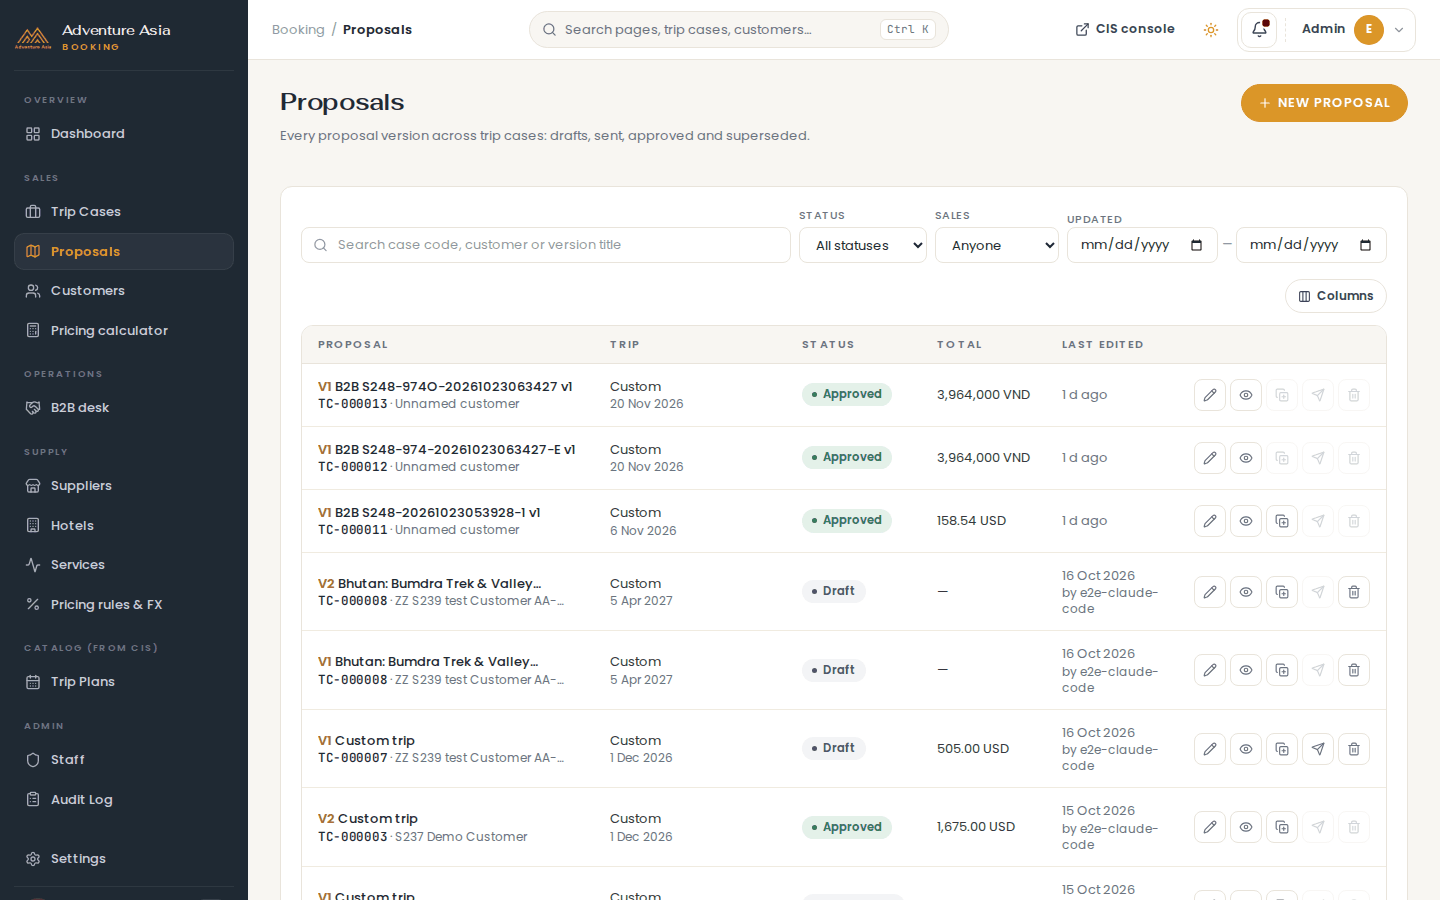 Adventure Asia
BOOKING
Adventure Asia
OVERVIEW
Dashboard
SALES
Trip Cases
Proposals
Customers
Pricing calculator
OPERATIONS
B2B desk
SUPPLY
Suppliers
Hotels
Services
Pricing rules & FX
CATALOG (FROM CIS)
Trip Plans
ADMIN
Staff
Audit Log
Settings
Booking / Proposals
Search pages, trip cases, customers... Ctrl K
CIS console
Admin E
Proposals
Every proposal version across trip cases: drafts, sent, approved and superseded.
+ NEW PROPOSAL
STATUS SALES UPDATED
Search case code, customer or version title All statuses Anyone mm/dd/yyyy – mm/dd/yyyy
Columns
PROPOSAL TRIP STATUS TOTAL LAST EDITED
V1 B2B S248-974O-20261023063427 v1 Custom
TC-000013 · Unnamed customer 20 Nov 2026 Approved 3,964,000 VND 1 d ago
V1 B2B S248-974-20261023063427-E v1 Custom
TC-000012 · Unnamed customer 20 Nov 2026 Approved 3,964,000 VND 1 d ago
V1 B2B S248-20261023053928-1 v1 Custom
TC-000011 · Unnamed customer 6 Nov 2026 Approved 158.54 USD 1 d ago
V2 Bhutan: Bumdra Trek & Valley... Custom
TC-000008 · ZZ S239 test Customer AA-... 5 Apr 2027 Draft — 16 Oct 2026
by e2e-claude-
code
V1 Bhutan: Bumdra Trek & Valley... Custom
TC-000008 · ZZ S239 test Customer AA-... 5 Apr 2027 Draft — 16 Oct 2026
by e2e-claude-
code
V1 Custom trip Custom
TC-000007 · ZZ S239 test Customer AA-... 1 Dec 2026 Draft 505.00 USD 16 Oct 2026
by e2e-claude-
code
V2 Custom trip Custom
TC-000003 · S237 Demo Customer 1 Dec 2026 Approved 1,675.00 USD 15 Oct 2026
by e2e-claude-
code
V1 Custom trip Custom 15 Oct 2026